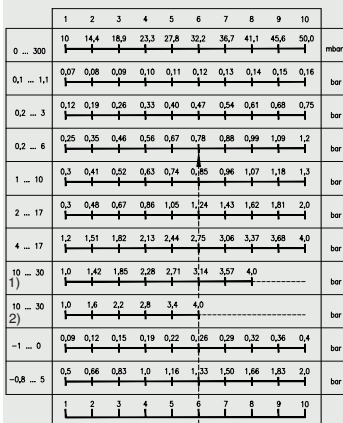 1 2 3 4 5 6 7 8 9 10
0 ... 300 10 14,4 18,9 23,3 27,8 32,2 36,7 41,1 45,6 50,0 mbar
0,1 ... 1,1 0,07 0,08 0,09 0,10 0,11 0,12 0,13 0,14 0,15 0,16 bar
0,2 ... 3 0,12 0,19 0,26 0,33 0,40 0,47 0,54 0,61 0,68 0,75 bar
0,2 ... 6 0,25 0,35 0,46 0,56 0,67 0,78 0,88 0,99 1,09 1,2 bar
1 ... 10 0,3 0,41 0,52 0,63 0,74 0,85 0,96 1,07 1,18 1,3 bar
2 ... 17 0,3 0,48 0,67 0,86 1,05 1,24 1,43 1,62 1,81 2,0 bar
4 ... 17 1,2 1,51 1,82 2,13 2,44 2,75 3,06 3,37 3,68 4,0 bar
10 ... 30 1,0 1,42 1,85 2,28 2,71 3,14 3,57 4,0 bar
1)
10 ... 30 1,0 1,6 2,2 2,8 3,4 4,0 bar
2)
-1 ... 0 0,09 0,12 0,15 0,19 0,22 0,26 0,29 0,32 0,36 0,4 bar
-0,8 ... 5 0,5 0,66 0,83 1,0 1,16 1,33 1,50 1,66 1,83 2,0 bar
1 2 3 4 5 6 7 8 9 10